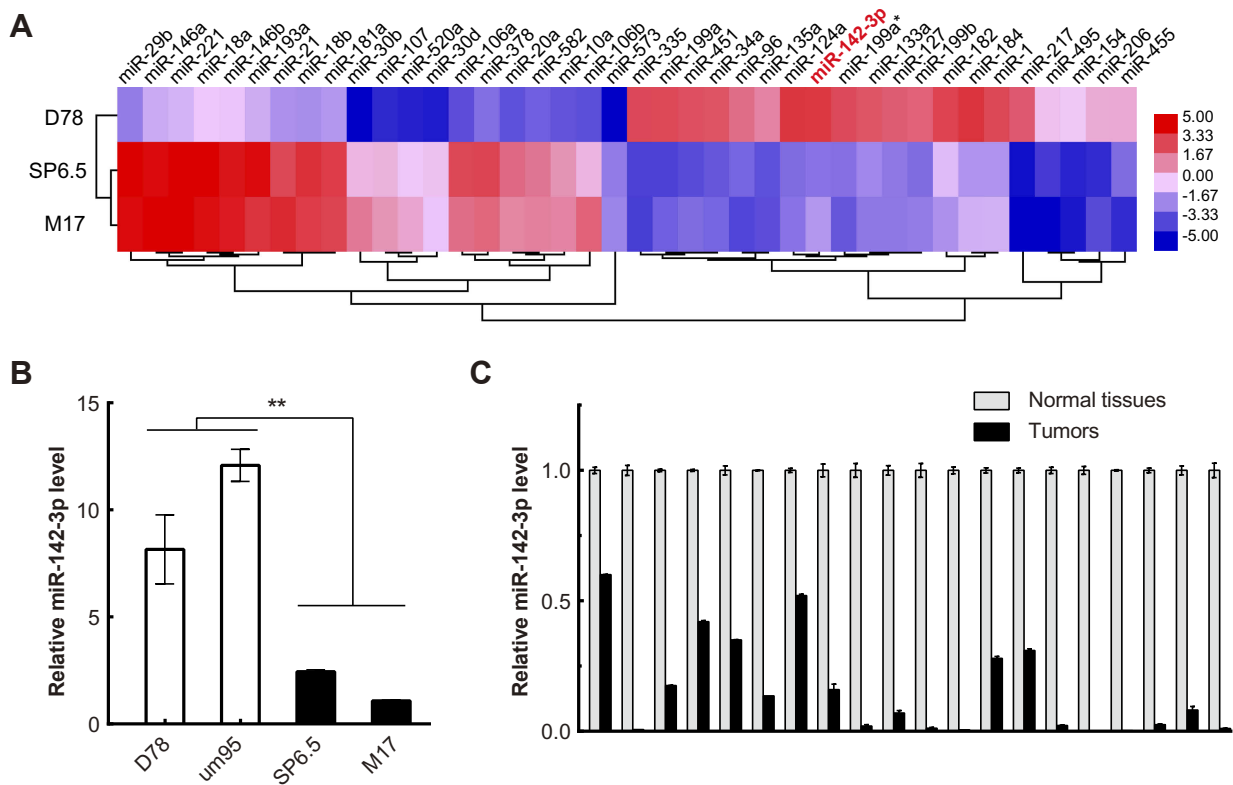 A
miR-29b
miR-146a
miR-221
miR-18a
miR-146b
miR-193a
miR-21
miR-18b
miR-181a
miR-30b
miR-107
miR-520a
miR-30d
miR-106a
miR-378
miR-20a
miR-582
miR-10a
miR-106b
miR-573
miR-335
miR-199a
miR-451
miR-34a
miR-96
miR-135a
miR-124a
miR-142-3p
miR-199a*
miR-133a
miR-127
miR-199b
miR-182
miR-184
miR-1
miR-217
miR-495
miR-154
miR-206
miR-455
D78
SP6.5
M17
5.00
3.33
1.67
0.00
-1.67
-3.33
-5.00
B
Relative miR-142-3p level
15
10
5
0
**
D78
um95
SP6.5
M17
C
Relative miR-142-3p level
1.0
0.5
0.0
Normal tissues
Tumors